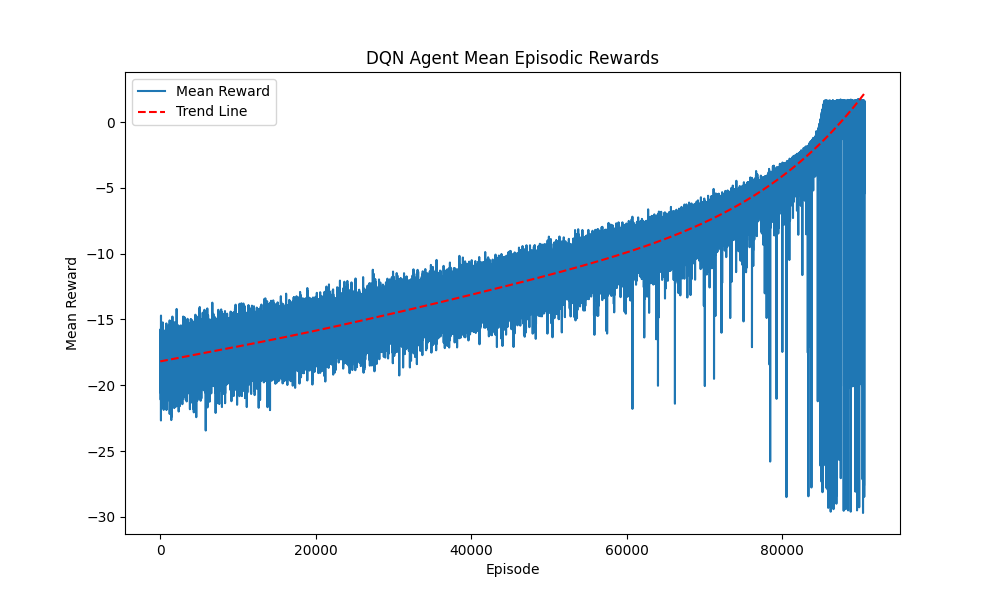 DQN Agent Mean Episodic Rewards
Mean Reward
Trend Line
Mean Reward
0
−5
−10
−15
−20
−25
−30
0
20000
40000
60000
80000
Episode